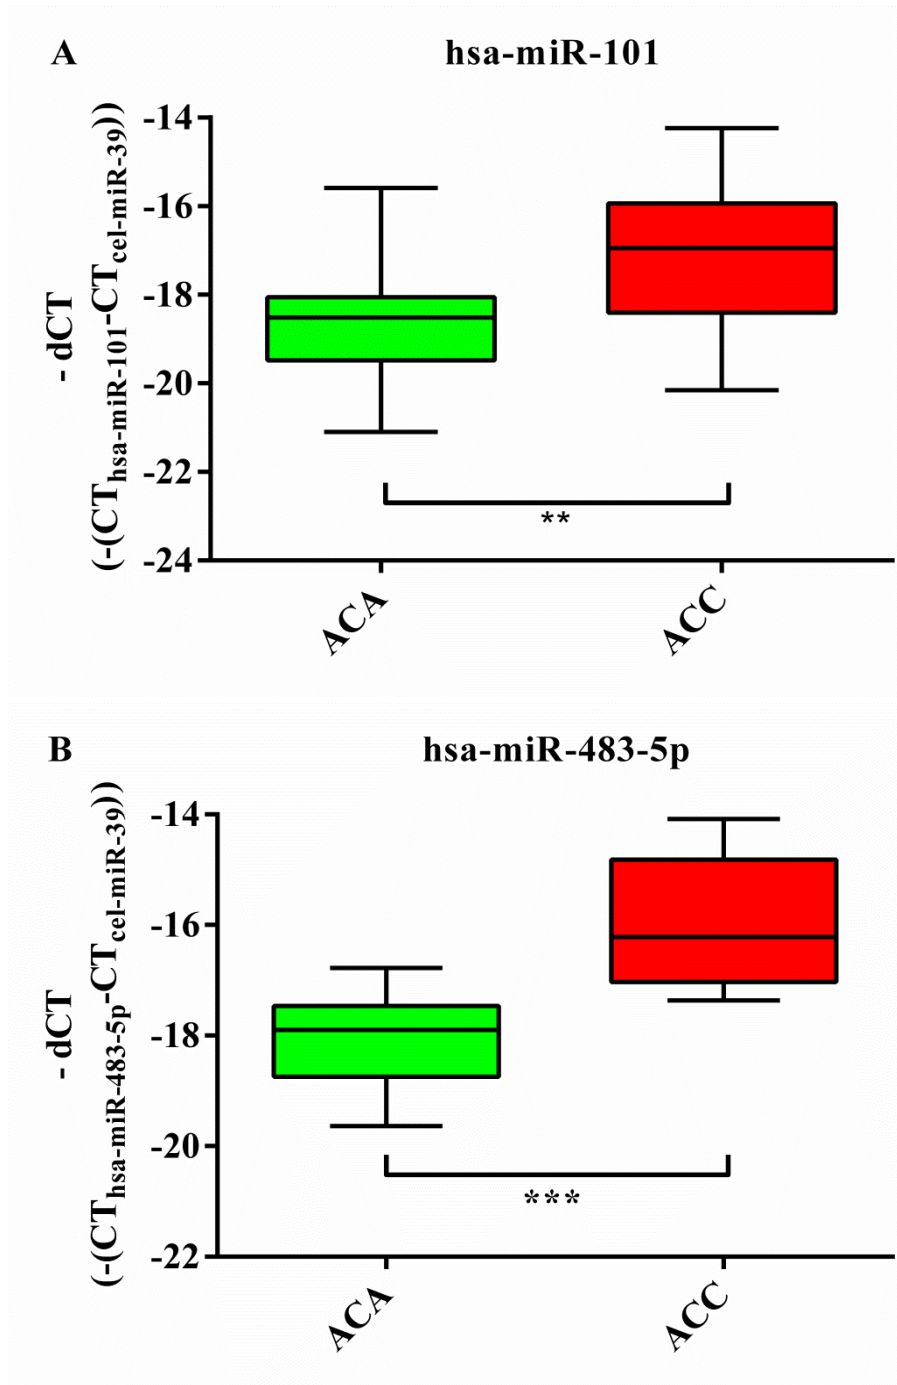 A
hsa-miR-101
- dCT
(-(CThsa-miR-101-CTcel-miR-39))
-14
-16
-18
-20
-22
-24
**
ACA
ACC
B
hsa-miR-483-5p
- dCT
(-(CThsa-miR-483-5p-CTcel-miR-39))
-14
-16
-18
-20
-22
***
ACA
ACC